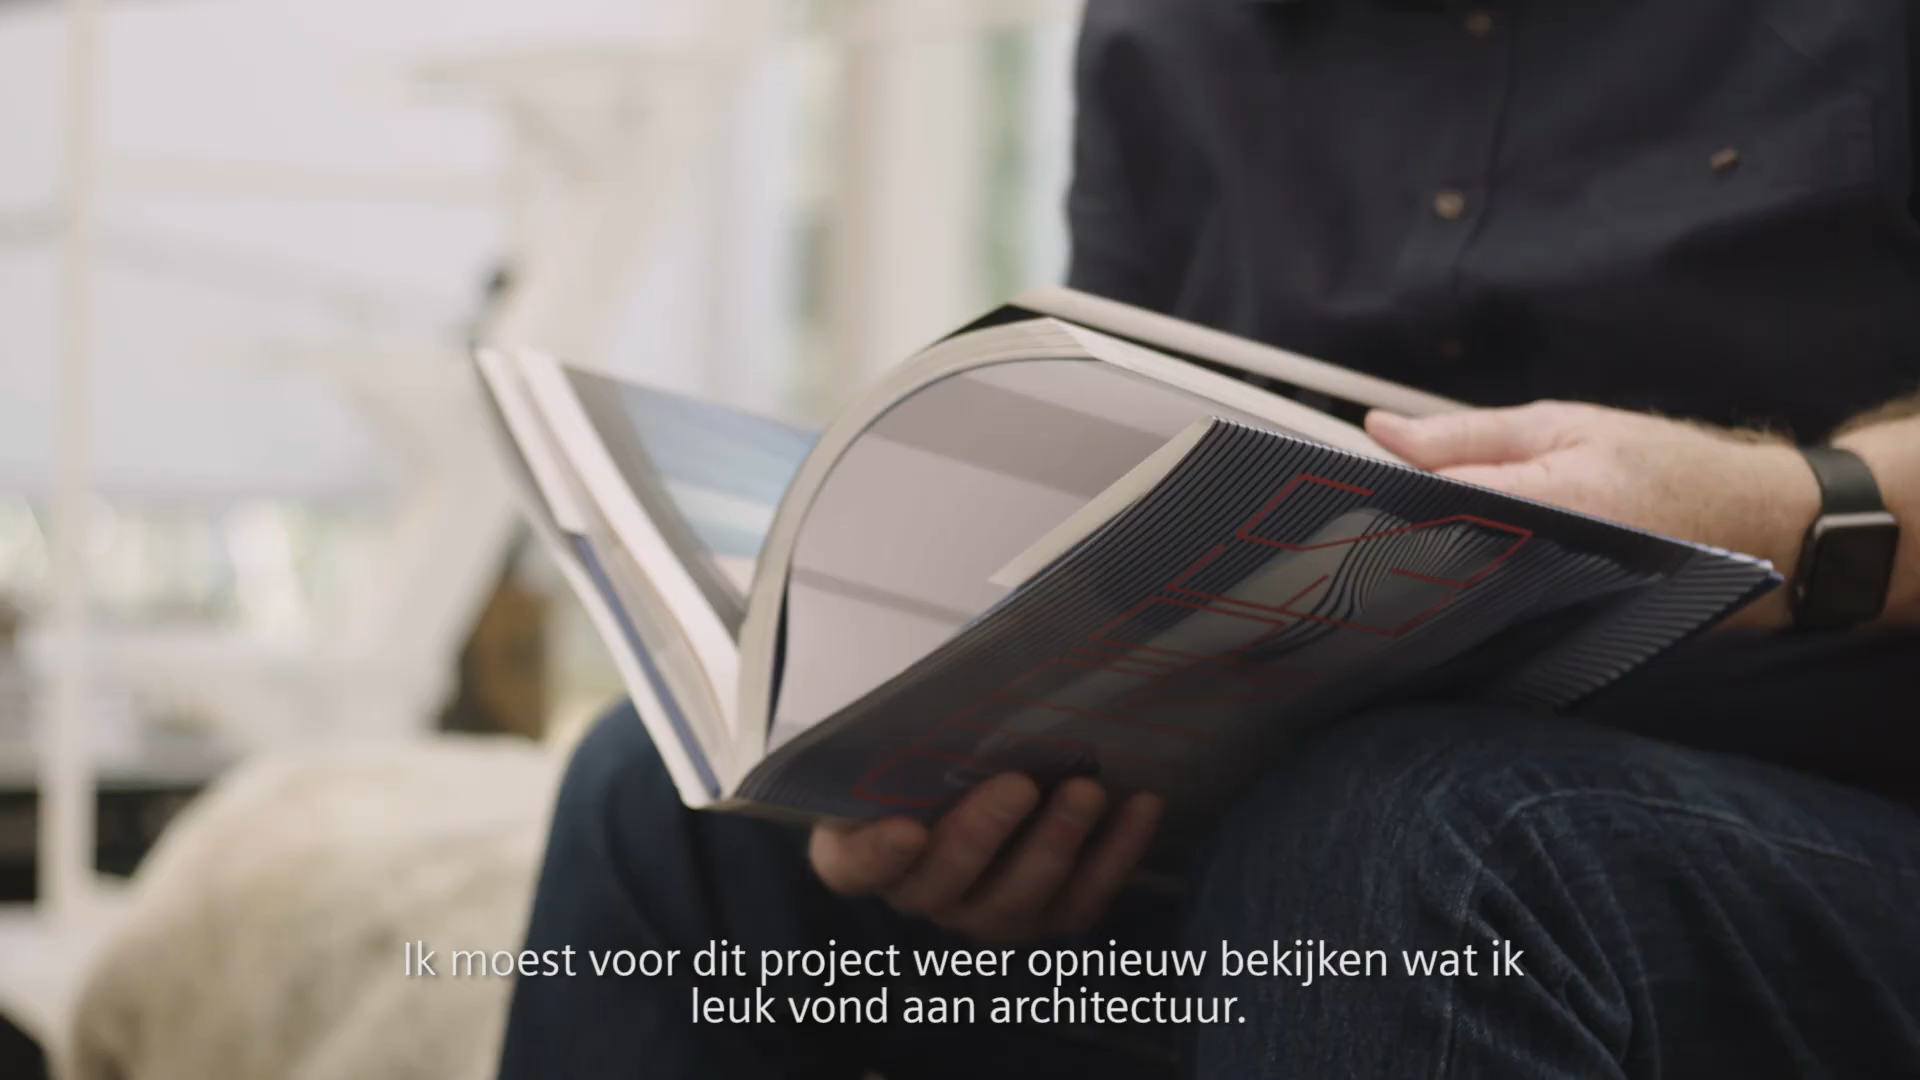 Ik moest voor dit project weer opnieuw bekijken wat ik
leuk vond aan architectuur.